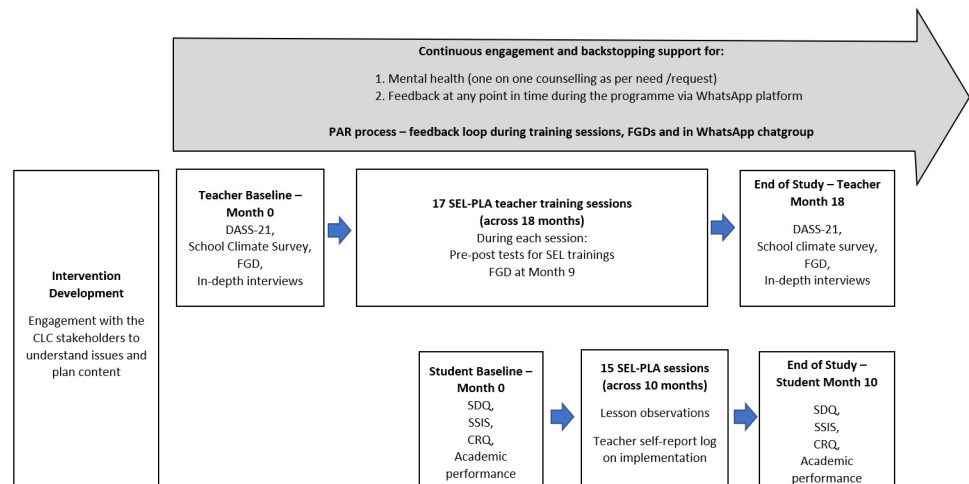 Continuous engagement and backstopping support for:
1. Mental health (one on one counselling as per need /request)
2. Feedback at any point in time during the programme via WhatsApp platform
PAR process – feedback loop during training sessions, FGDs and in WhatsApp chatgroup
Intervention
Development
Engagement with the
CLC stakeholders to
understand issues and
plan content
Teacher Baseline –
Month 0
DASS-21,
School Climate Survey,
FGD,
In-depth interviews
17 SEL-PLA teacher training sessions
(across 18 months)
During each session:
Pre-post tests for SEL trainings
FGD at Month 9
End of Study – Teacher
Month 18
DASS-21,
School climate survey,
FGD,
In-depth interviews
Student Baseline –
Month 0
SDQ,
SSIS,
CRQ,
Academic
performance
15 SEL-PLA sessions
(across 10 months)
Lesson observations
Teacher self-report log
on implementation
End of Study –
Student Month 10
SDQ,
SSIS,
CRQ,
Academic
performance